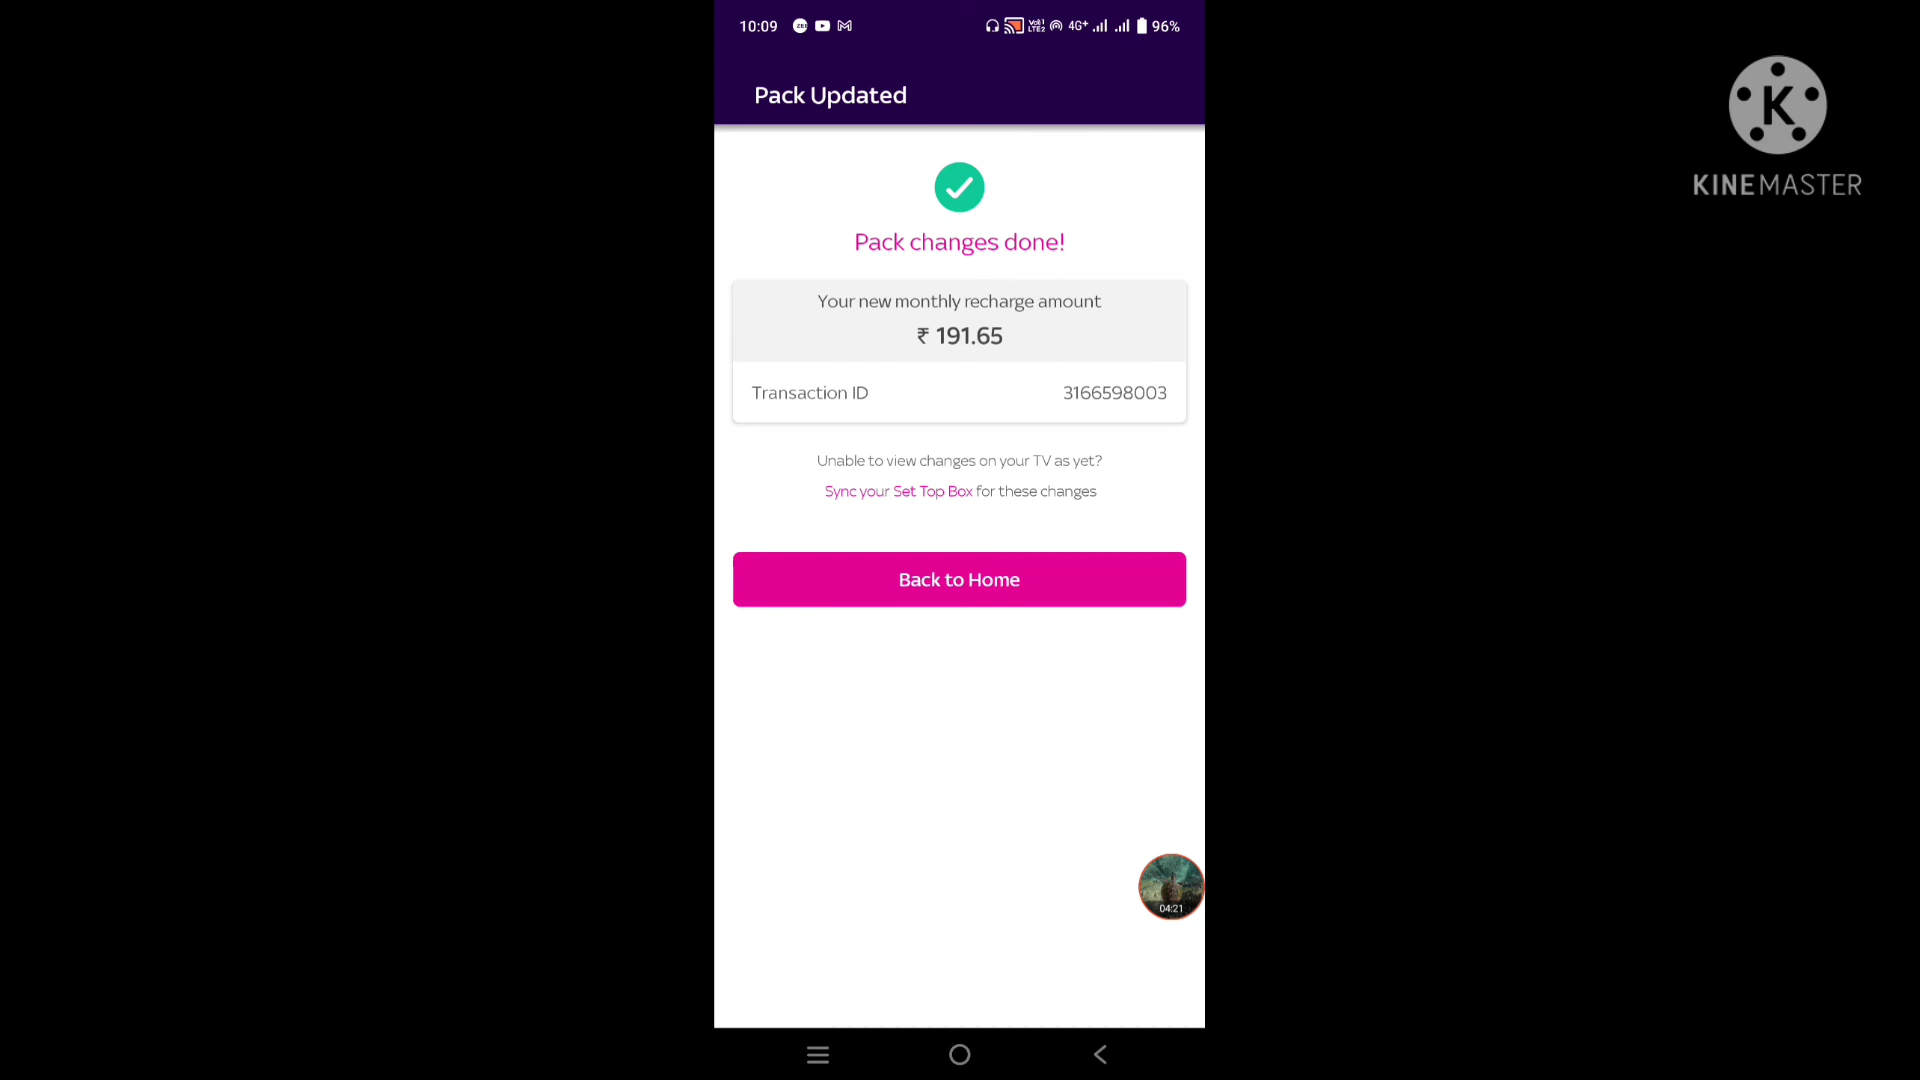 10:09
4G+
96%
Pack Updated
K
KINEMASTER
Pack changes done!
Your new monthly recharge amount
₹ 191.65
Transaction ID 3166598003
Unable to view changes on your TV as yet?
Sync your Set Top Box for these changes
Back to Home
04:21